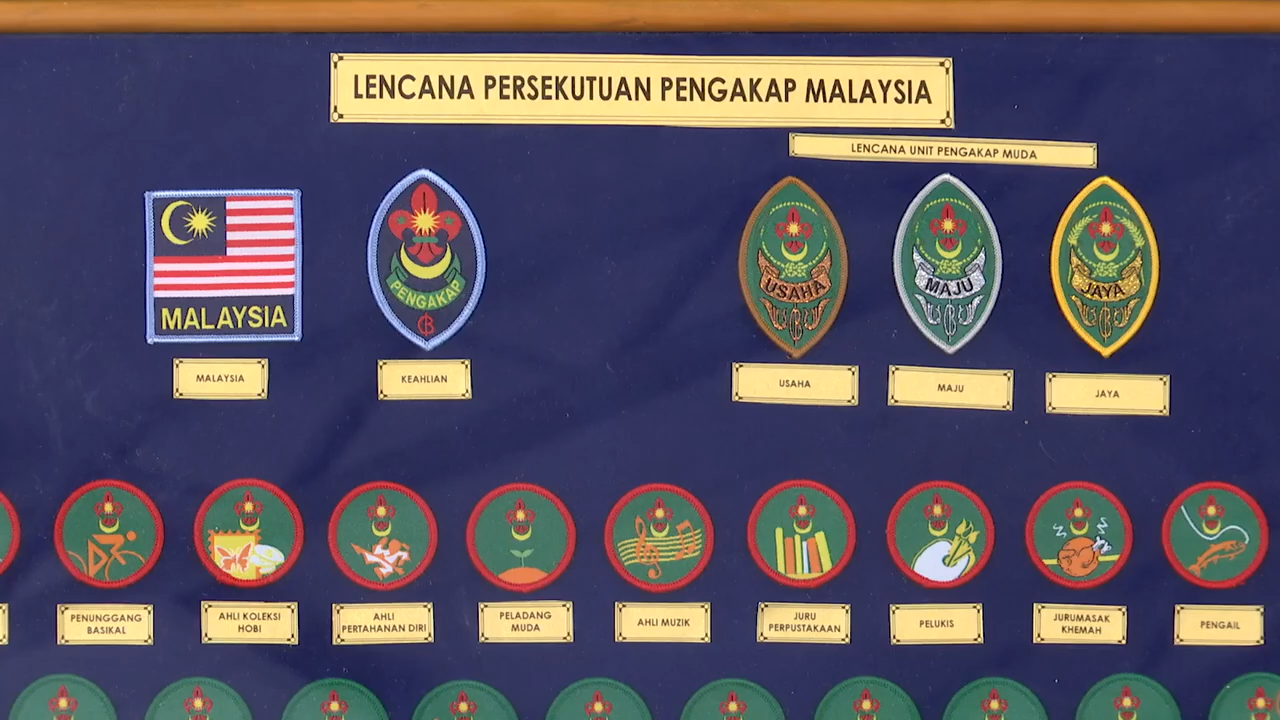 LENCANA PERSEKUTUAN PENGAKAP MALAYSIA
LENCANA UNIT PENGAKAP MUDA
MALAYSIA
PENGAKAP
USAHA
MAJU
JAYA
MALAYSIA
KEAHLIAN
USAHA
MAJU
JAYA
PENUNGGANG
BASIKAL
AHLI KOLEKSI
HOBI
AHLI
PERTAHANAN DIRI
PELADANG
MUDA
AHLI MUZIK
JURU
PERPUSTAKAAN
PELUKIS
JURUMASAK
KHEMAH
PENGAIL